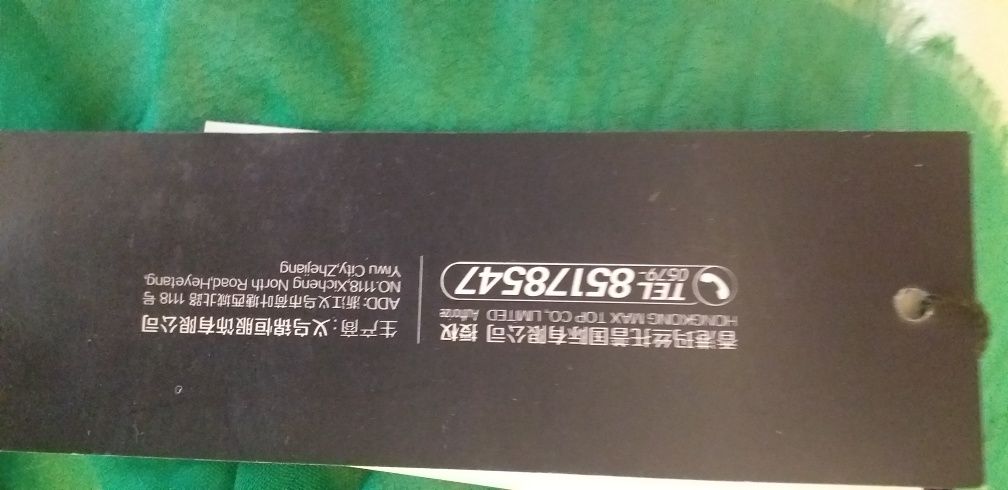 香港玛丝托普国际有限公司 授权
HONGKONG MAX TOP CO., LIMITED Authorize
TEL 0579-85178547
生产商：义乌锦恒服饰有限公司
ADD: 浙江义乌市荷叶塘西城北路 1118 号
NO.1118.Xicheng North Road,Heyetang,
Yiwu City,Zhejiang